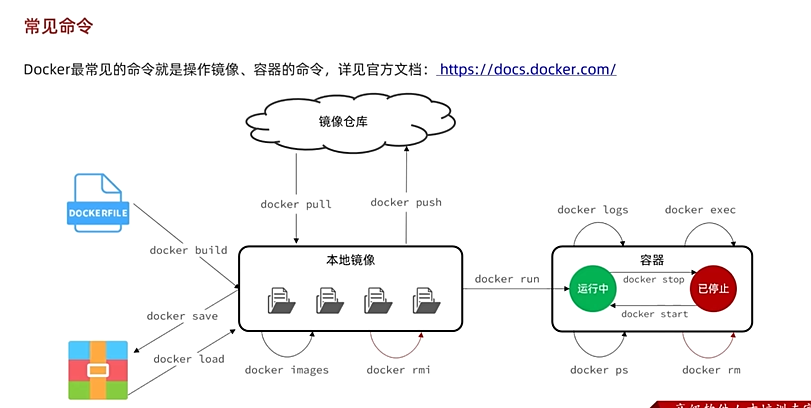 常见命令
Docker最常见的命令就是操作镜像、容器的命令，详见官方文档： https://docs.docker.com/
镜像仓库
DOCKERFILE
docker pull
docker push
docker logs
docker exec
docker build
本地镜像
容器
docker run
运行中
docker stop
已停止
docker save
docker start
docker load
docker images
docker rmi
docker ps
docker rm